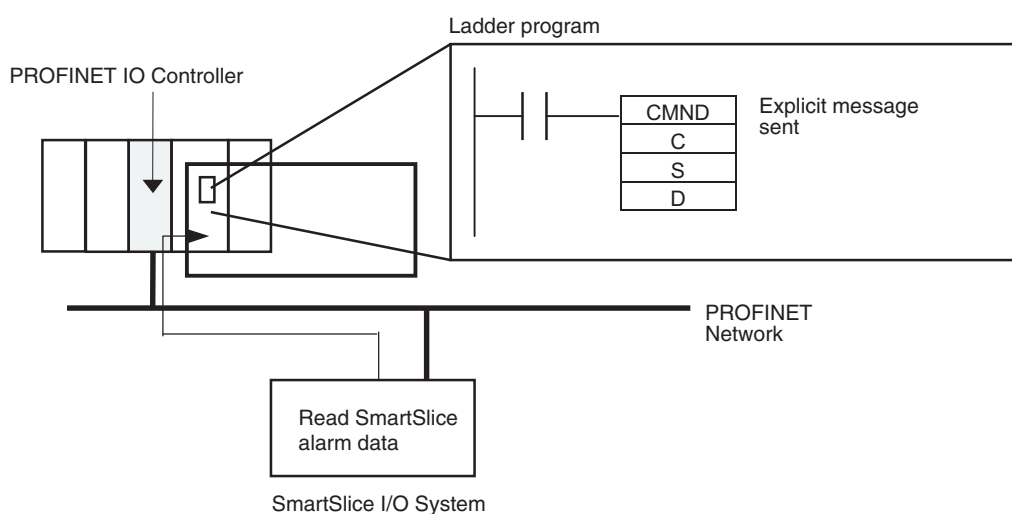 Ladder program
PROFINET IO Controller
CMND
C
S
D
Explicit message
sent
PROFINET
Network
Read SmartSlice
alarm data
SmartSlice I/O System